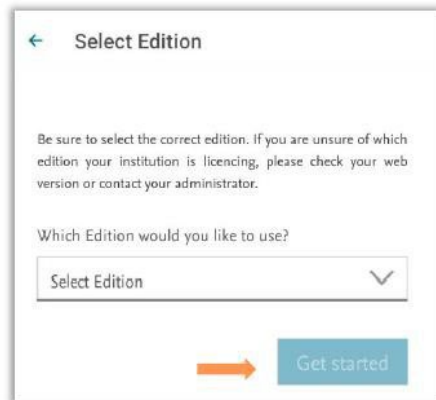 Select Edition
Be sure to select the correct edition. If you are unsure of which
edition your institution is licencing, please check your web
version or contact your administrator.
Which Edition would you like to use?
Select Edition
Get started